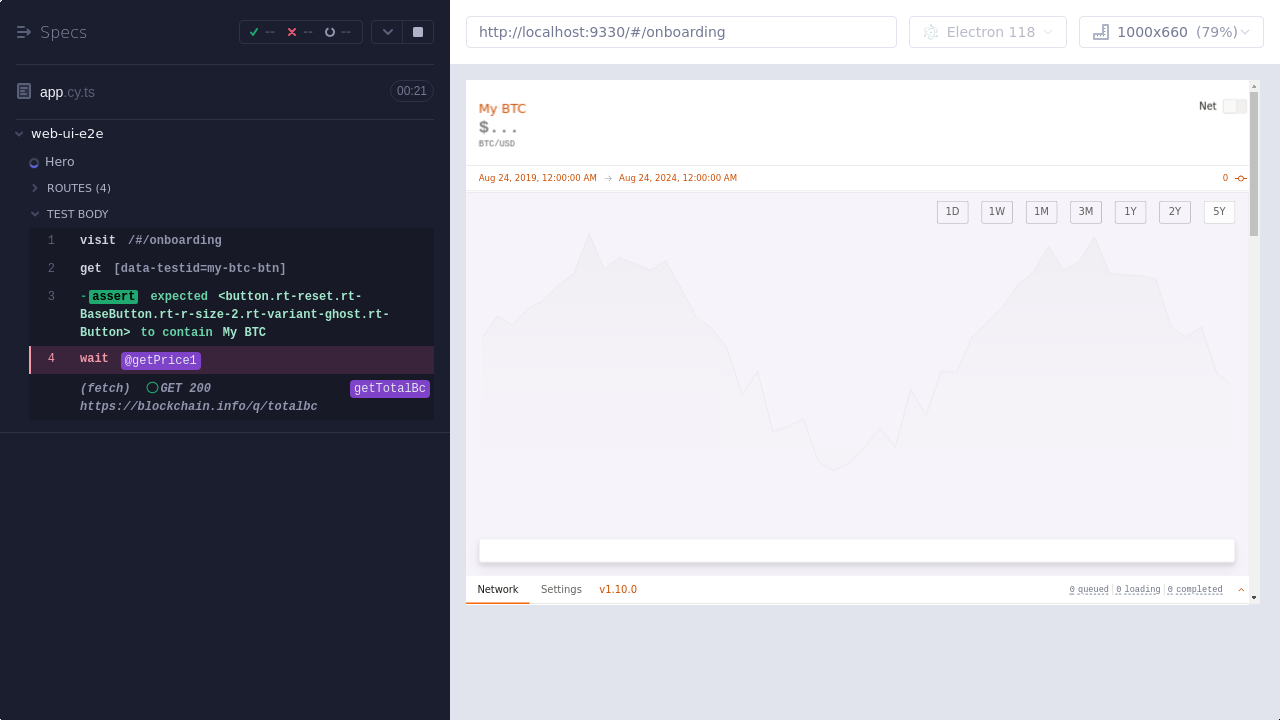 Specs
--
--
--
app.cy.ts
00:21
web-ui-e2e
Hero
ROUTES (4)
TEST BODY
1 visit /#/onboarding
2 get [data-testid=my-btc-btn]
3 -assert expected <button.rt-reset.rt-
BaseButton.rt-r-size-2.rt-variant-ghost.rt-
Button> to contain My BTC
4 wait @getPrice1
(fetch) GET 200 getTotalBc
https://blockchain.info/q/totalbc
http://localhost:9330/#/onboarding
Electron 118
1000x660 (79%)
My BTC
$...
BTC/USD
Net
Aug 24, 2019, 12:00:00 AM → Aug 24, 2024, 12:00:00 AM
0
1D 1W 1M 3M 1Y 2Y 5Y
Network Settings v1.10.0
0 queued 0 loading 0 completed